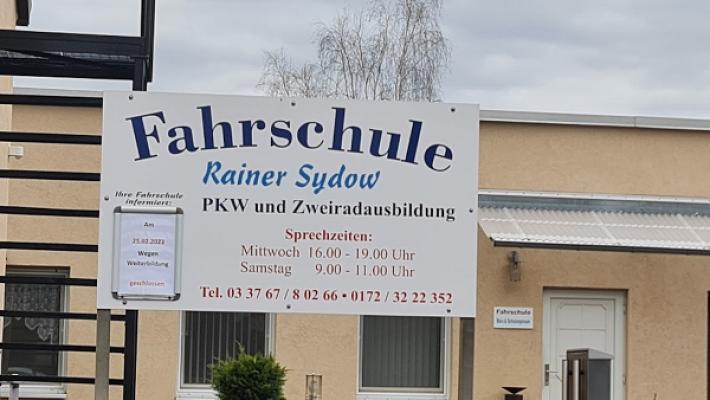 Fahrschule
Rainer Sydow
PKW und Zweiradausbildung
Ihre Fahrschule
informiert:
Am
25.02.2023
Wegen
Weiterbildung
geschlossen
Sprechzeiten:
Mittwoch 16.00 - 19.00 Uhr
Samstag 9.00 - 11.00 Uhr
Tel. 03 37 67 / 8 02 66 • 0172 / 32 22 352
Fahrschule